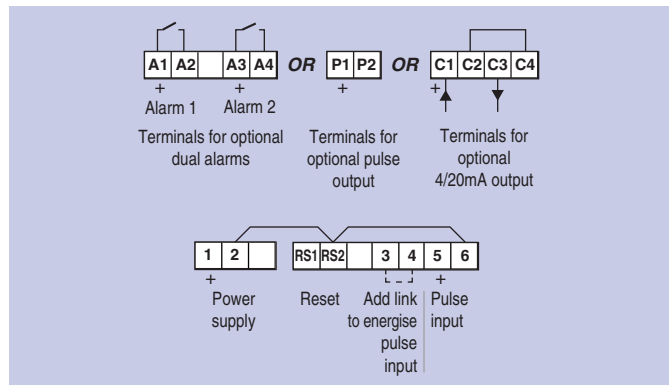 A1 A2 A3 A4 OR P1 P2 OR C1 C2 C3 C4
+ + + +
Alarm 1 Alarm 2
Terminals for optional
dual alarms
Terminals for
optional pulse
output
Terminals for
optional
4/20mA output
1 2 RS1 RS2 3 4 5 6
+ +
Power
supply
Reset
Add link
to energise
pulse
input
Pulse
input